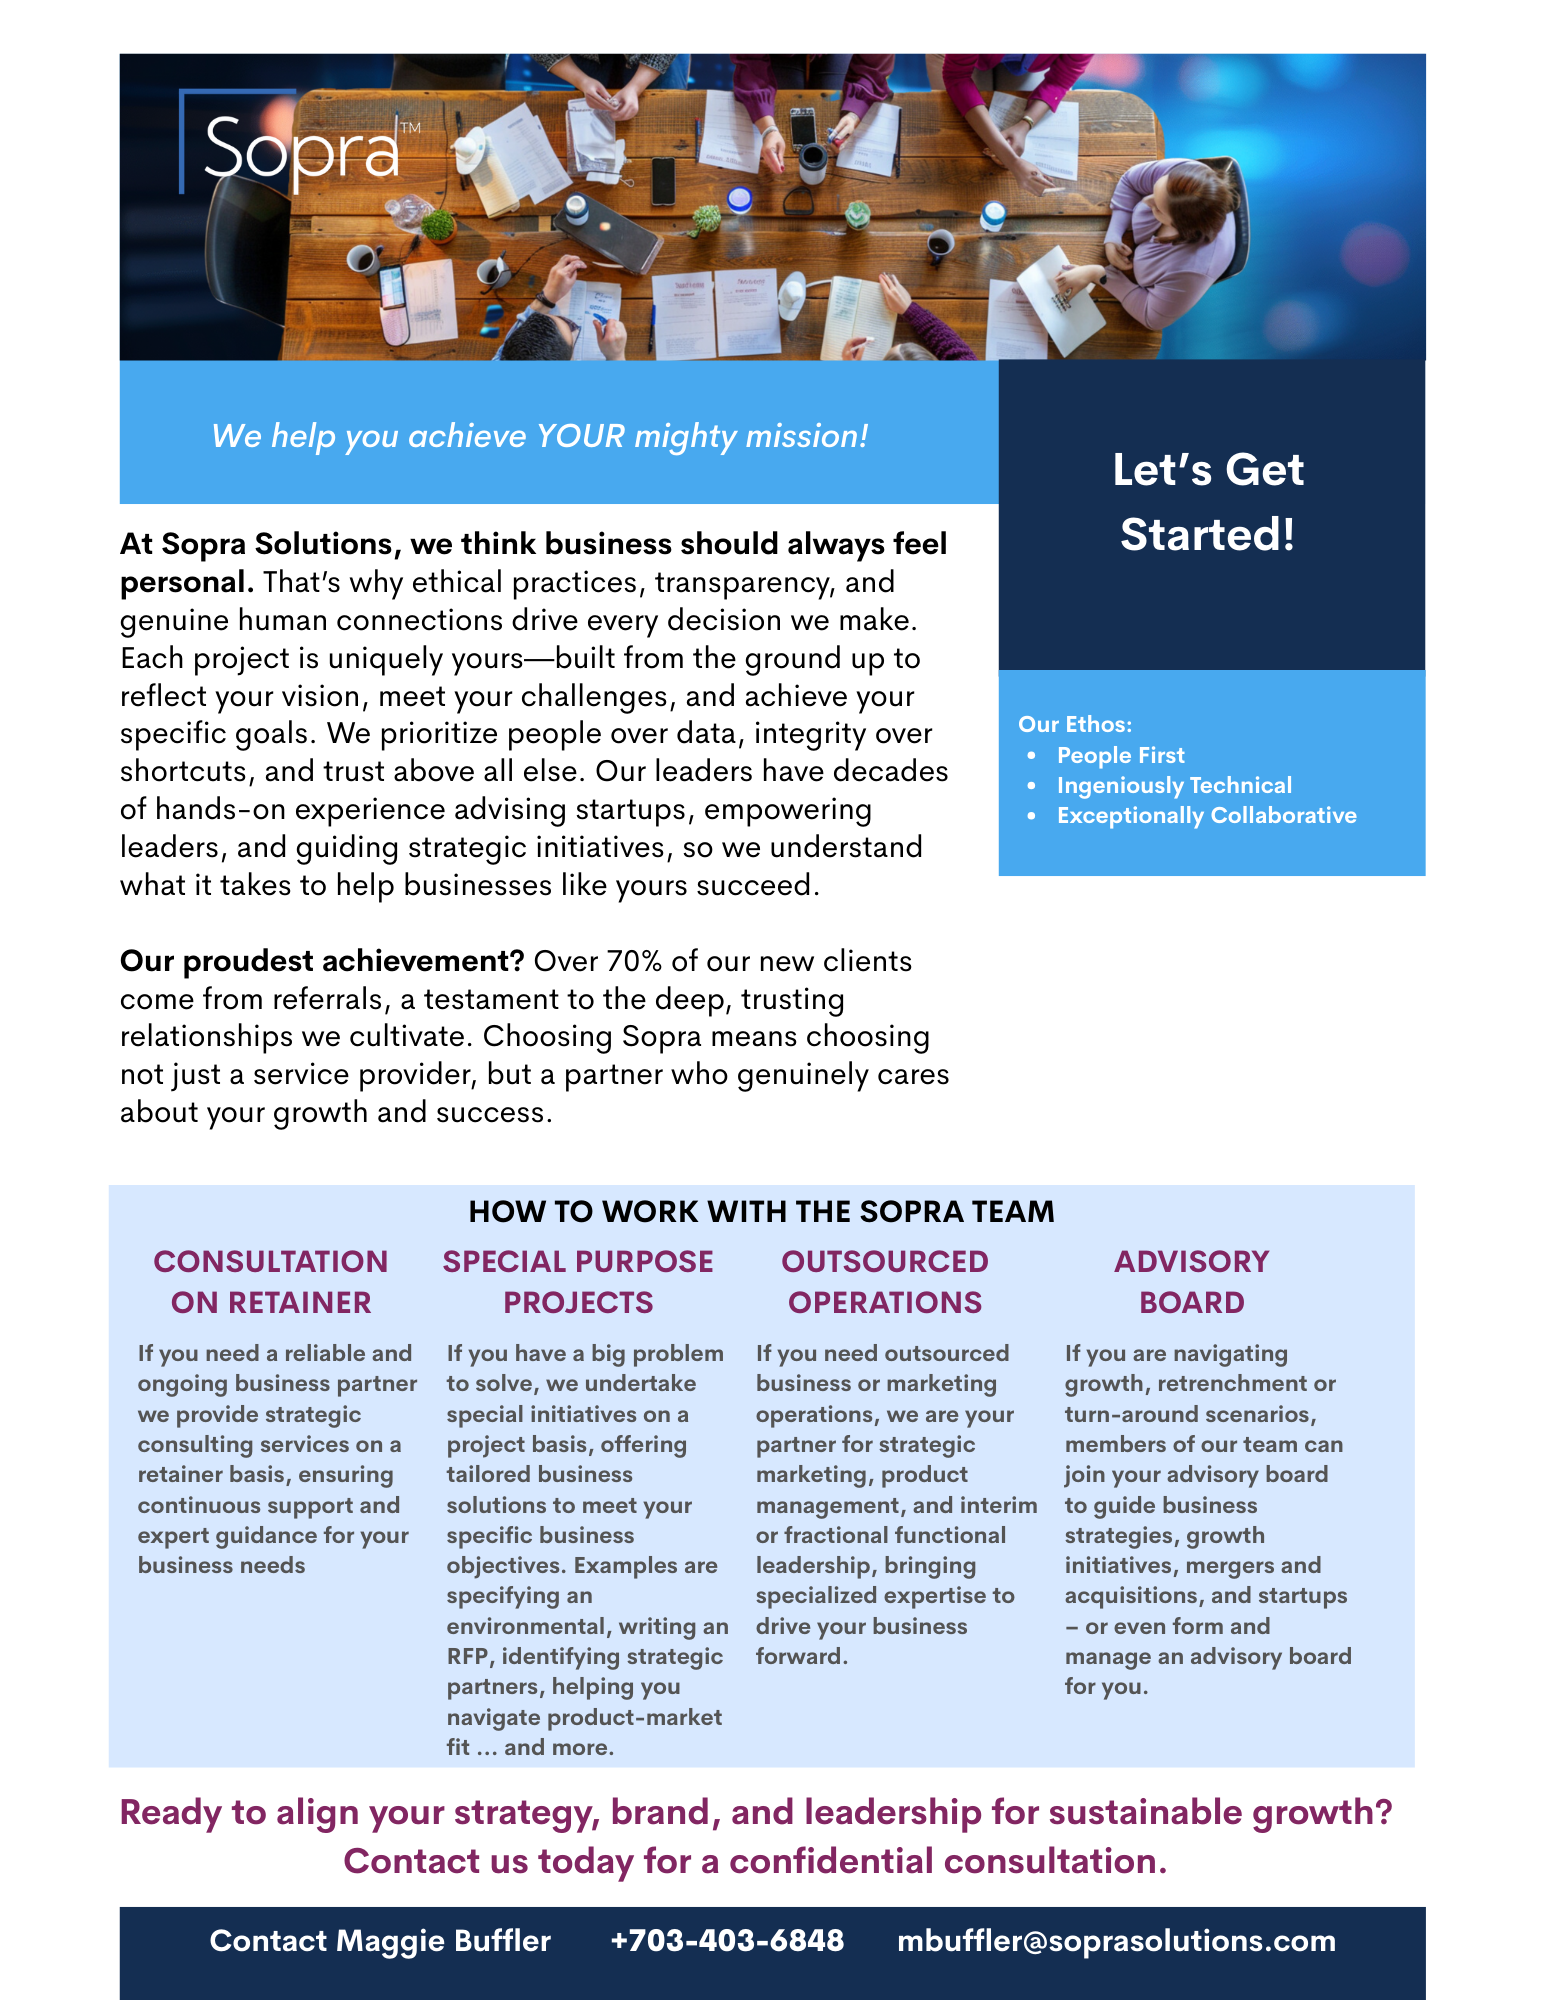 Sopra™
We help you achieve YOUR mighty mission!
Let’s Get
Started!
At Sopra Solutions, we think business should always feel
personal. That’s why ethical practices, transparency, and
genuine human connections drive every decision we make.
Each project is uniquely yours—built from the ground up to
reflect your vision, meet your challenges, and achieve your
specific goals. We prioritize people over data, integrity over
shortcuts, and trust above all else. Our leaders have decades
of hands-on experience advising startups, empowering
leaders, and guiding strategic initiatives, so we understand
what it takes to help businesses like yours succeed.
Our Ethos:
• People First
• Ingeniously Technical
• Exceptionally Collaborative
Our proudest achievement? Over 70% of our new clients
come from referrals, a testament to the deep, trusting
relationships we cultivate. Choosing Sopra means choosing
not just a service provider, but a partner who genuinely cares
about your growth and success.
HOW TO WORK WITH THE SOPRA TEAM
CONSULTATION
ON RETAINER
If you need a reliable and
ongoing business partner
we provide strategic
consulting services on a
retainer basis, ensuring
continuous support and
expert guidance for your
business needs
SPECIAL PURPOSE
PROJECTS
If you have a big problem
to solve, we undertake
special initiatives on a
project basis, offering
tailored business
solutions to meet your
specific business
objectives. Examples are
specifying an
environmental, writing an
RFP, identifying strategic
partners, helping you
navigate product-market
fit ... and more.
OUTSOURCED
OPERATIONS
If you need outsourced
business or marketing
operations, we are your
partner for strategic
marketing, product
management, and interim
or fractional functional
leadership, bringing
specialized expertise to
drive your business
forward.
ADVISORY
BOARD
If you are navigating
growth, retrenchment or
turn-around scenarios,
members of our team can
join your advisory board
to guide business
strategies, growth
initiatives, mergers and
acquisitions, and startups
– or even form and
manage an advisory board
for you.
Ready to align your strategy, brand, and leadership for sustainable growth?
Contact us today for a confidential consultation.
Contact Maggie Buffler +703-403-6848 mbuffler@soprasolutions.com